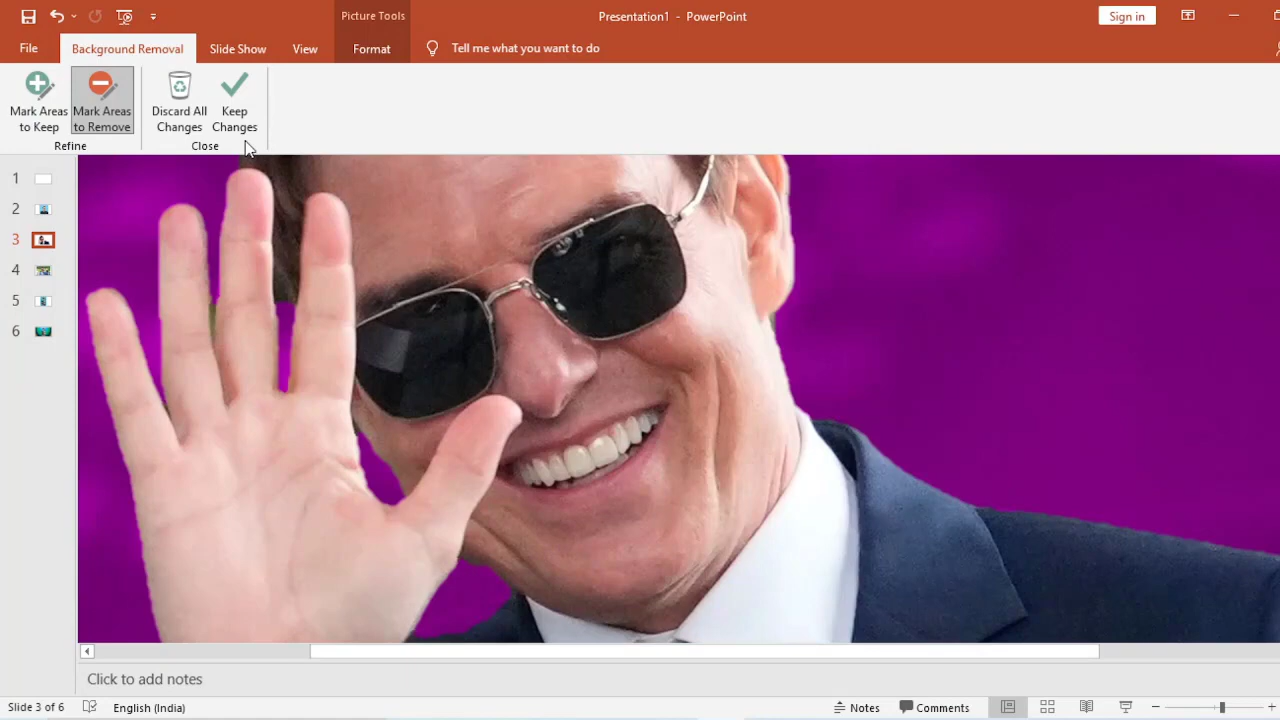 Picture Tools
Presentation1 - PowerPoint
Sign in
File
Background Removal
Slide Show
View
Format
Tell me what you want to do
Mark Areas
to Keep
Mark Areas
to Remove
Discard All
Changes
Keep
Changes
Refine
Close
1
2
3
4
5
6
Click to add notes
Slide 3 of 6
English (India)
Notes
Comments